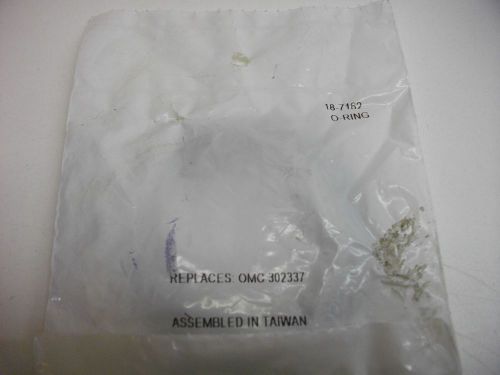 18-7162
O-RING
REPLACES: OMC 302337
ASSEMBLED IN TAIWAN